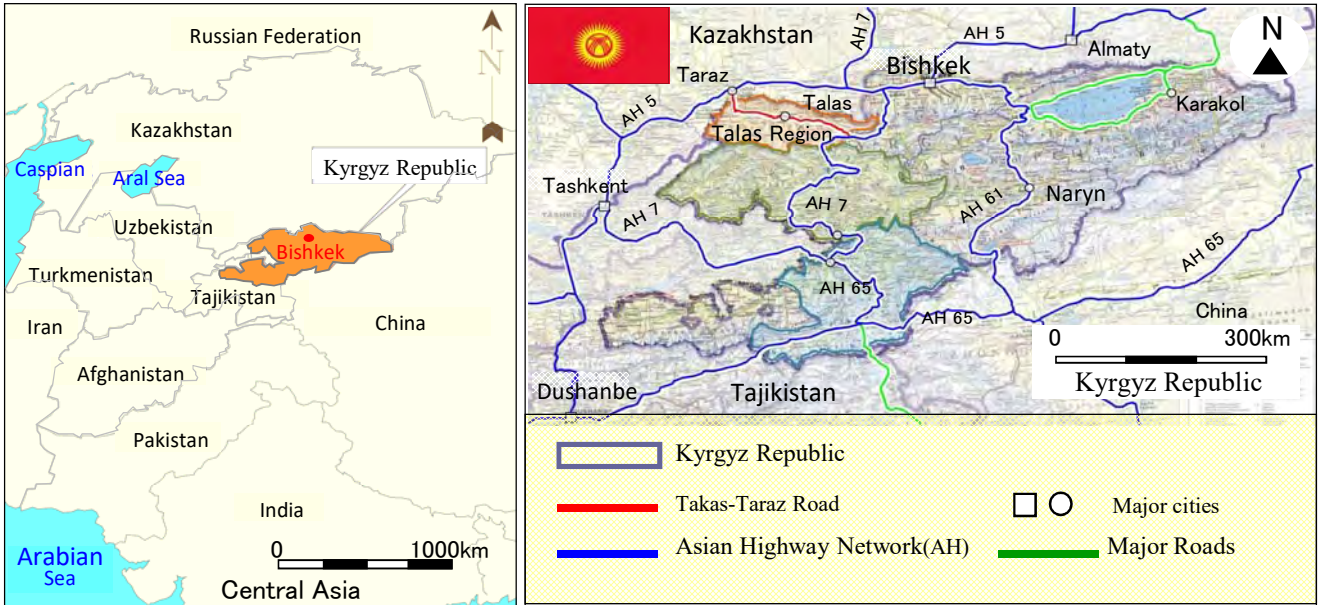 Russian Federation
N
Kazakhstan
Kyrgyz Republic
Caspian
Aral Sea
Uzbekistan
Bishkek
Turkmenistan
Tajikistan
Iran
China
Afghanistan
Pakistan
India
Arabian
Sea
0 1000km
Central Asia
Kazakhstan
AH 7
AH 5
Almaty
N
Bishkek
Taraz
Talas
Karakol
AH 5
Talas Region
Tashkent
AH 7
AH 7
AH 61
Naryn
AH 65
AH 65
AH 65
China
0 300km
Kyrgyz Republic
Dushanbe
Tajikistan
Kyrgyz Republic
Takas-Taraz Road
Major cities
Asian Highway Network(AH)
Major Roads